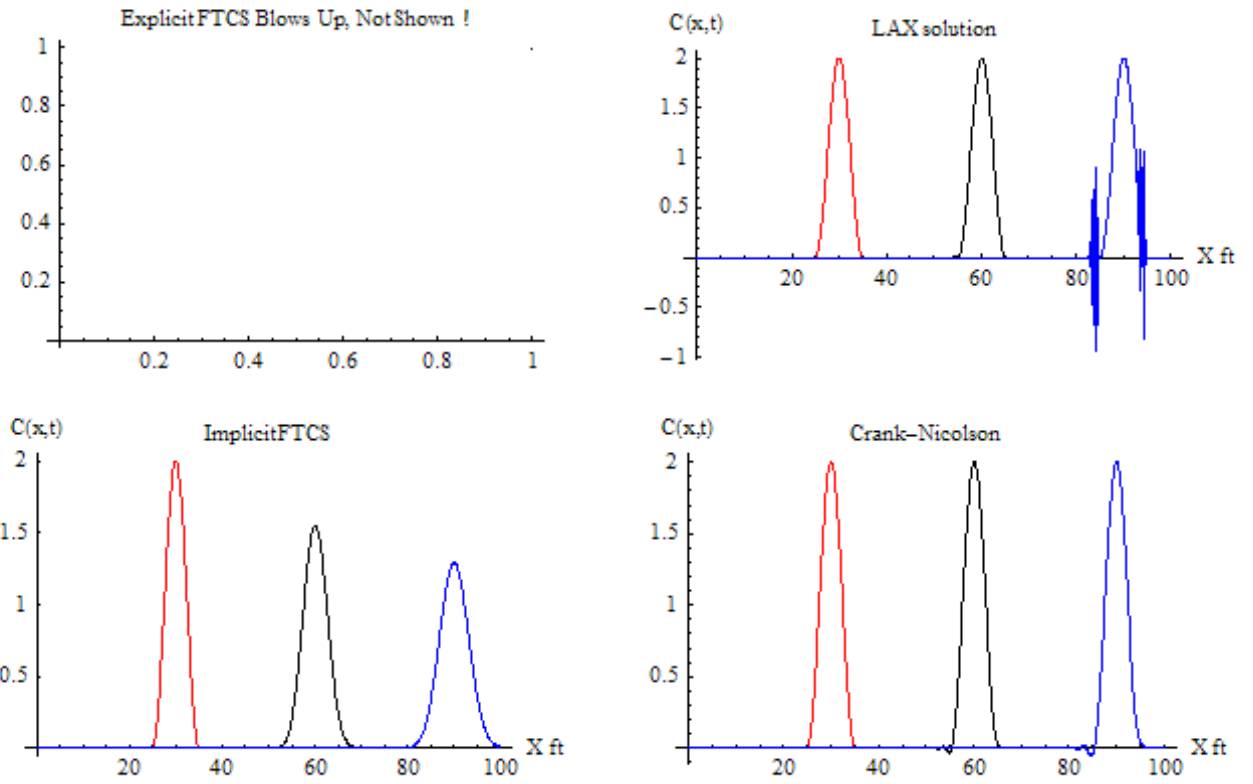 Explicit FTCS Blows Up, Not Shown !
1
0.8
0.6
0.4
0.2
0.2 0.4 0.6 0.8 1
C(x,t)
LAX solution
2
1.5
1
0.5
−0.5
−1
20 40 60 80 100
X ft
C(x,t)
Implicit FTCS
2
1.5
1
0.5
20 40 60 80 100
X ft
C(x,t)
Crank−Nicolson
2
1.5
1
0.5
20 40 60 80 100
X ft